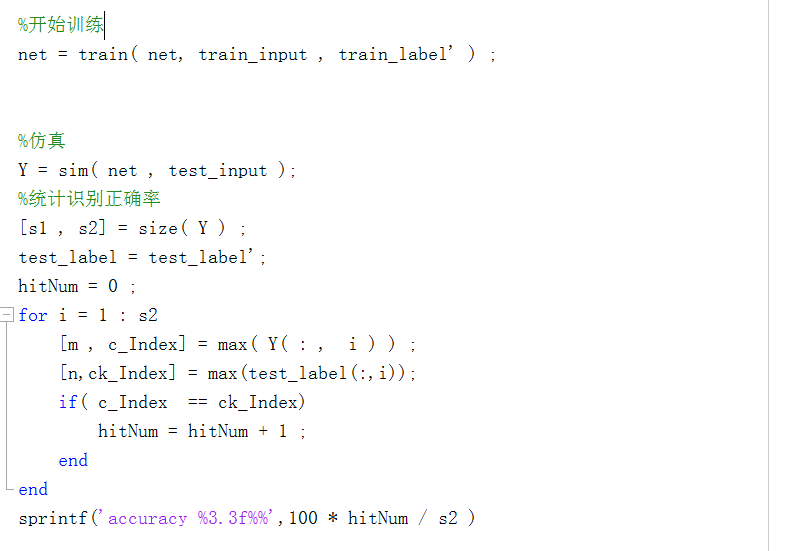 %开始训练
net = train( net, train_input , train_label' ) ;
%仿真
Y = sim( net , test_input );
%统计识别正确率
[s1 , s2] = size( Y ) ;
test_label = test_label';
hitNum = 0 ;
for i = 1 : s2
[m , c_Index] = max( Y( : ,  i ) ) ;
[n,ck_Index] = max(test_label(:,i));
if( c_Index  == ck_Index)
hitNum = hitNum + 1 ;
end
end
sprintf('accuracy %3.3f%%',100 * hitNum / s2 )